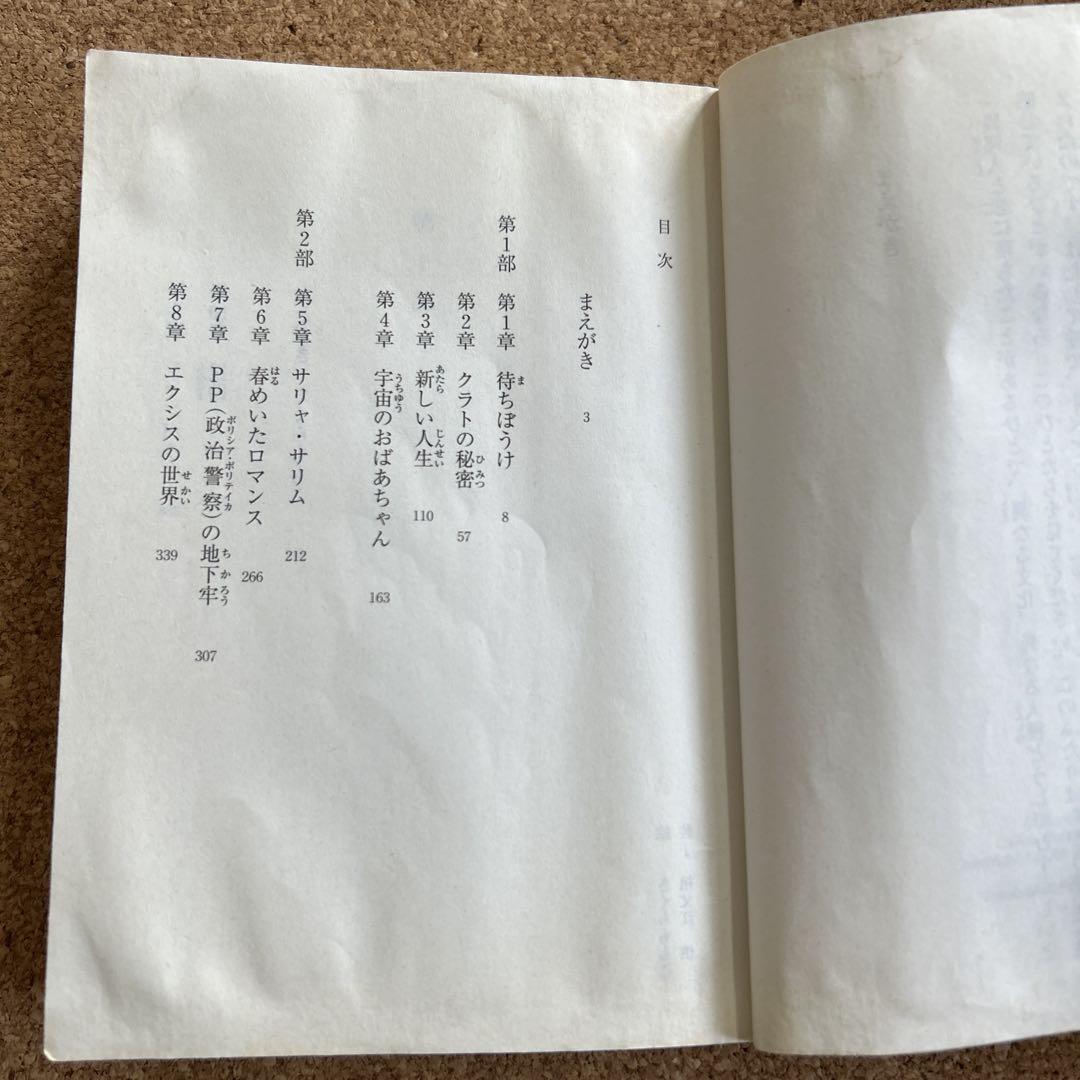 目次
まえがき 3
第1部 第1章 待ちぼうけ 8
第2章 クラトの秘密 57
第3章 新しい人生 110
第4章 宇宙のおばあちゃん 163
第2部 第5章 サリャ・サリム 212
第6章 春めいたロマンス 266
第7章 PP(政治警察)の地下牢 307
第8章 エクシスの世界 339